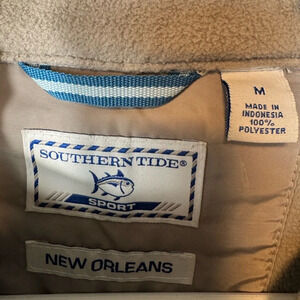 M
MADE IN
INDONESIA
100%
POLYESTER
SOUTHERN TIDE®
SPORT
NEW ORLEANS